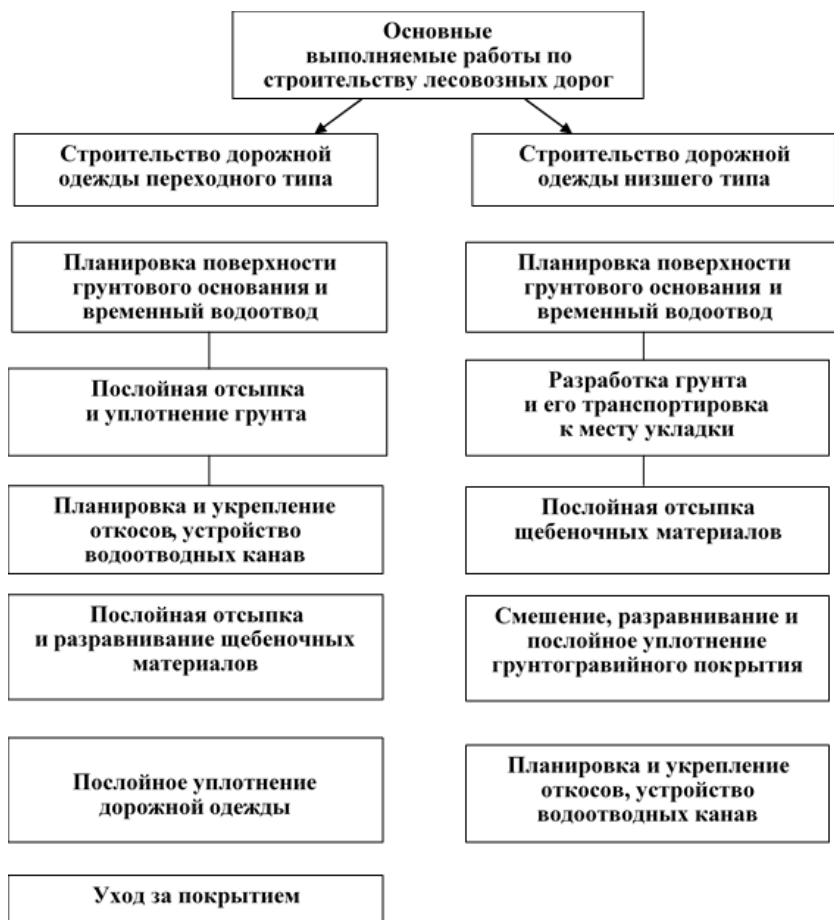 Основные
выполняемые работы по
строительству лесовозных дорог
Строительство дорожной
одежды переходного типа
Строительство дорожной
одежды низшего типа
Планировка поверхности
грунтового основания и
временный водоотвод
Планировка поверхности
грунтового основания и
временный водоотвод
Послойная отсыпка
и уплотнение грунта
Разработка грунта
и его транспортировка
к месту укладки
Планировка и укрепление
откосов, устройство
водоотводных канав
Послойная отсыпка
щебеночных материалов
Послойная отсыпка
и разравнивание щебеночных
материалов
Смешение, разравнивание и
послойное уплотнение
грунтогравийного покрытия
Послойное уплотнение
дорожной одежды
Планировка и укрепление
откосов, устройство
водоотводных канав
Уход за покрытием